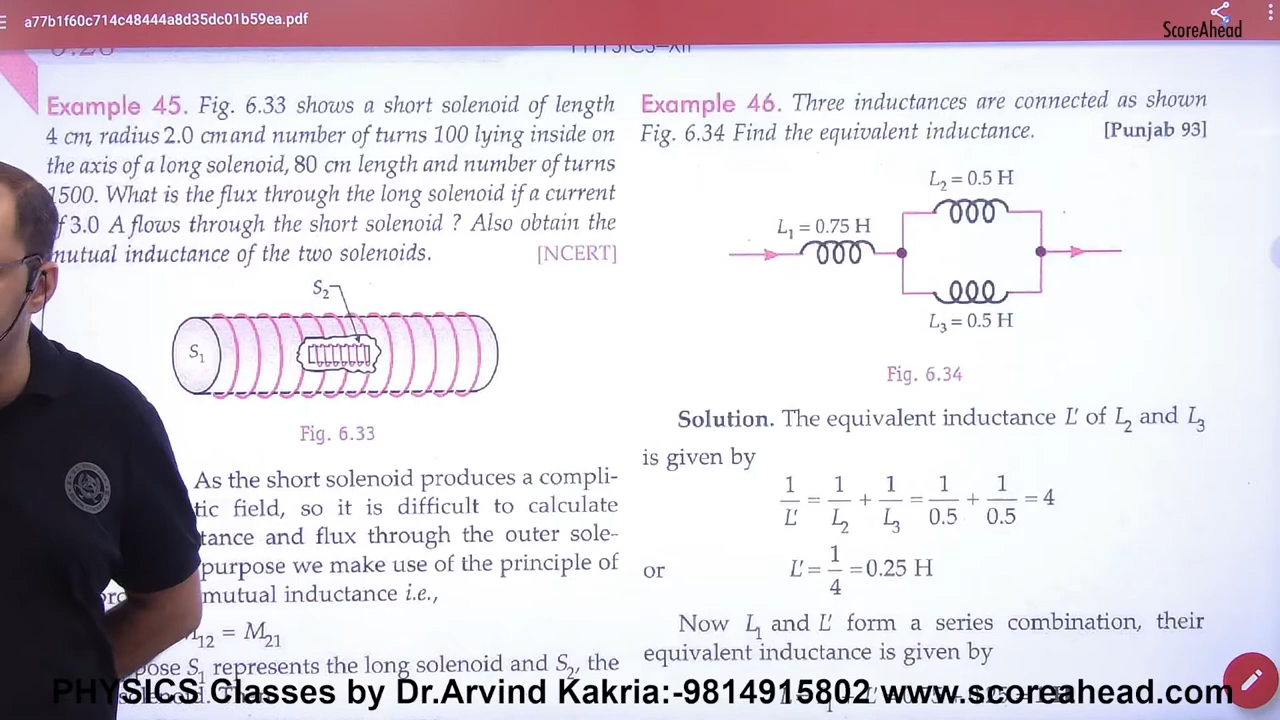 a77b1f60c714c48444a8d35dc01b59ea.pdf
ScoreAhead
PHYSICS-XII
Example 45. Fig. 6.33 shows a short solenoid of length
4 cm, radius 2.0 cm and number of turns 100 lying inside on
the axis of a long solenoid, 80 cm length and number of turns
1500. What is the flux through the long solenoid if a current
f 3.0 A flows through the short solenoid ? Also obtain the
mutual inductance of the two solenoids. [NCERT]
S2
S1
Fig. 6.33
As the short solenoid produces a compli-
tic field, so it is difficult to calculate
tance and flux through the outer sole-
purpose we make use of the principle of
mutual inductance i.e.,
M12 = M21
pose S1 represents the long solenoid and S2, the
Example 46. Three inductances are connected as shown
Fig. 6.34 Find the equivalent inductance. [Punjab 93]
L2 = 0.5 H
L1 = 0.75 H
L3 = 0.5 H
Fig. 6.34
Solution. The equivalent inductance L' of L2 and L3
is given by
1/L' = 1/L2 + 1/L3 = 1/0.5 + 1/0.5 = 4
or L' = 1/4 = 0.25 H
Now L1 and L' form a series combination, their
equivalent inductance is given by
PHYSICS Classes by Dr.Arvind Kakria:-9814915802 www.scoreahead.com